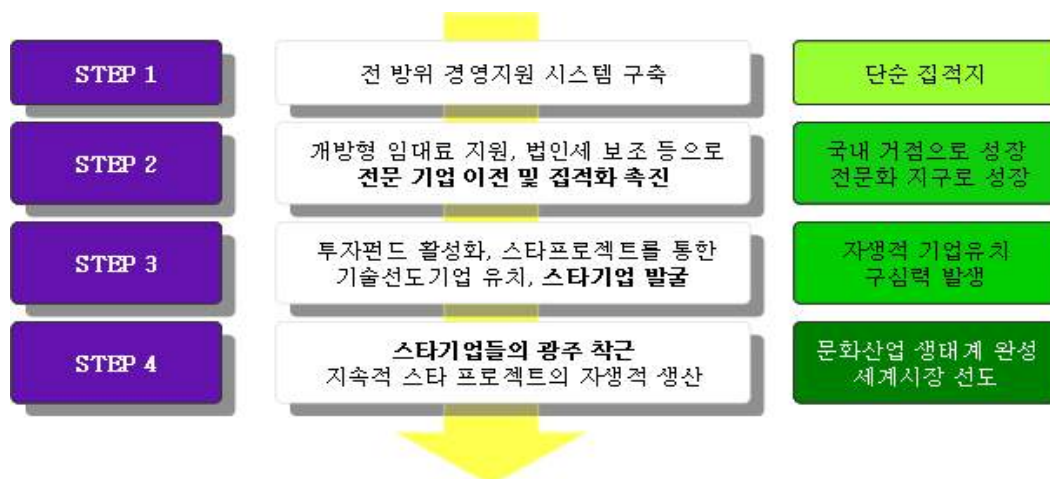 STEP 1
전 방위 경영지원 시스템 구축
단순 집적지
STEP 2
개방형 임대료 지원, 법인세 보조 등으로
전문 기업 이전 및 집적화 촉진
국내 거점으로 성장
전문화 지구로 성장
STEP 3
투자펀드 활성화, 스타프로젝트를 통한
기술선도기업 유치, 스타기업 발굴
자생적 기업유치
구심력 발생
STEP 4
스타기업들의 광주 착근
지속적 스타 프로젝트의 자생적 생산
문화산업 생태계 완성
세계시장 선도